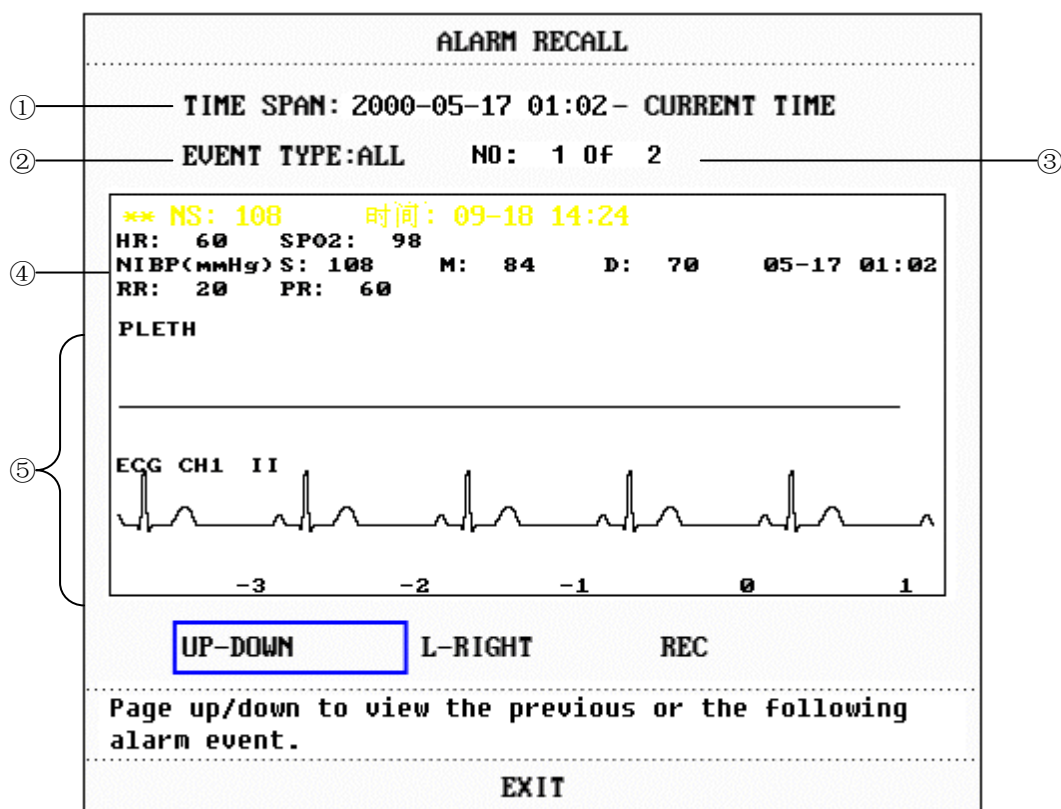 ALARM RECALL
① TIME SPAN: 2000-05-17 01:02- CURRENT TIME
② EVENT TYPE:ALL NO: 1 Of 2 ③
** NS: 108 时间: 09-18 14:24
HR: 60 SPO2: 98
④ NIBP(mmHg) S: 108 M: 84 D: 70 05-17 01:02
RR: 20 PR: 60
PLETH
⑤ ECG CH1 II
-3 -2 -1 0 1
UP-DOWN L-RIGHT REC
Page up/down to view the previous or the following
alarm event.
EXIT